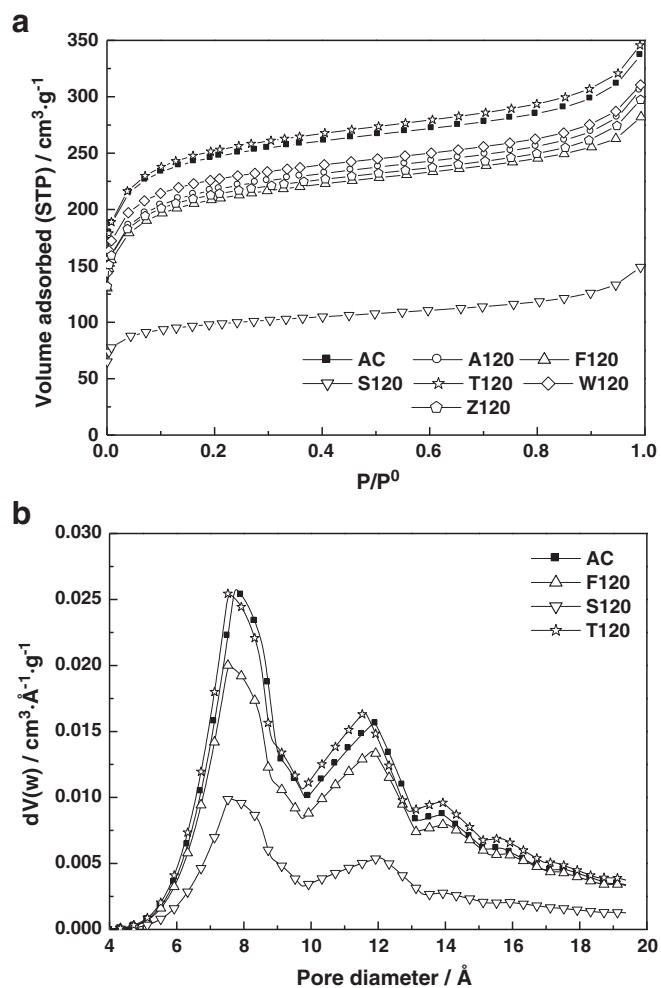 a
350
300
250
200
150
100
50
0
Volume adsorbed (STP) / cm³·g⁻¹
AC A120 F120
S120 T120 W120
Z120
0.0 0.2 0.4 0.6 0.8 1.0
P/P⁰
b
0.030
0.025
0.020
0.015
0.010
0.005
0.000
dV(w) / cm³·Å⁻¹·g⁻¹
AC
F120
S120
T120
4 6 8 10 12 14 16 18 20
Pore diameter / Å